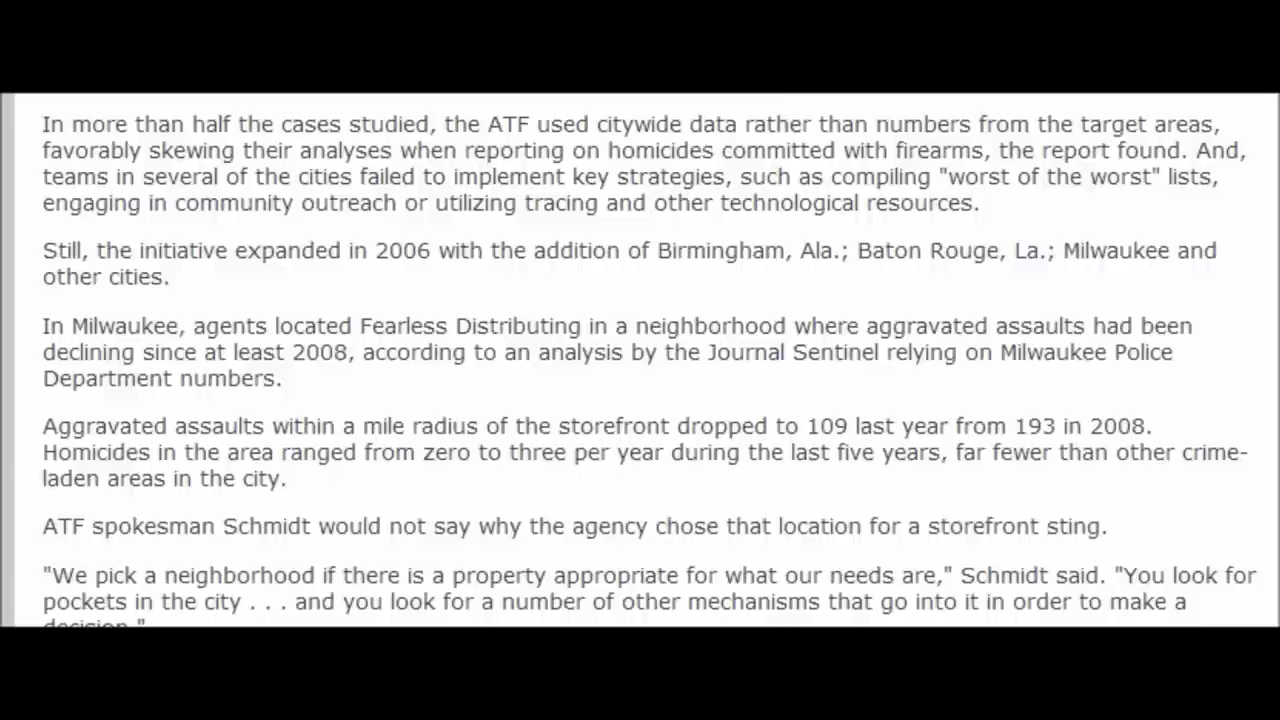 In more than half the cases studied, the ATF used citywide data rather than numbers from the target areas,
favorably skewing their analyses when reporting on homicides committed with firearms, the report found. And,
teams in several of the cities failed to implement key strategies, such as compiling "worst of the worst" lists,
engaging in community outreach or utilizing tracing and other technological resources.
Still, the initiative expanded in 2006 with the addition of Birmingham, Ala.; Baton Rouge, La.; Milwaukee and
other cities.
In Milwaukee, agents located Fearless Distributing in a neighborhood where aggravated assaults had been
declining since at least 2008, according to an analysis by the Journal Sentinel relying on Milwaukee Police
Department numbers.
Aggravated assaults within a mile radius of the storefront dropped to 109 last year from 193 in 2008.
Homicides in the area ranged from zero to three per year during the last five years, far fewer than other crime-
laden areas in the city.
ATF spokesman Schmidt would not say why the agency chose that location for a storefront sting.
"We pick a neighborhood if there is a property appropriate for what our needs are," Schmidt said. "You look for
pockets in the city . . . and you look for a number of other mechanisms that go into it in order to make a
decision."